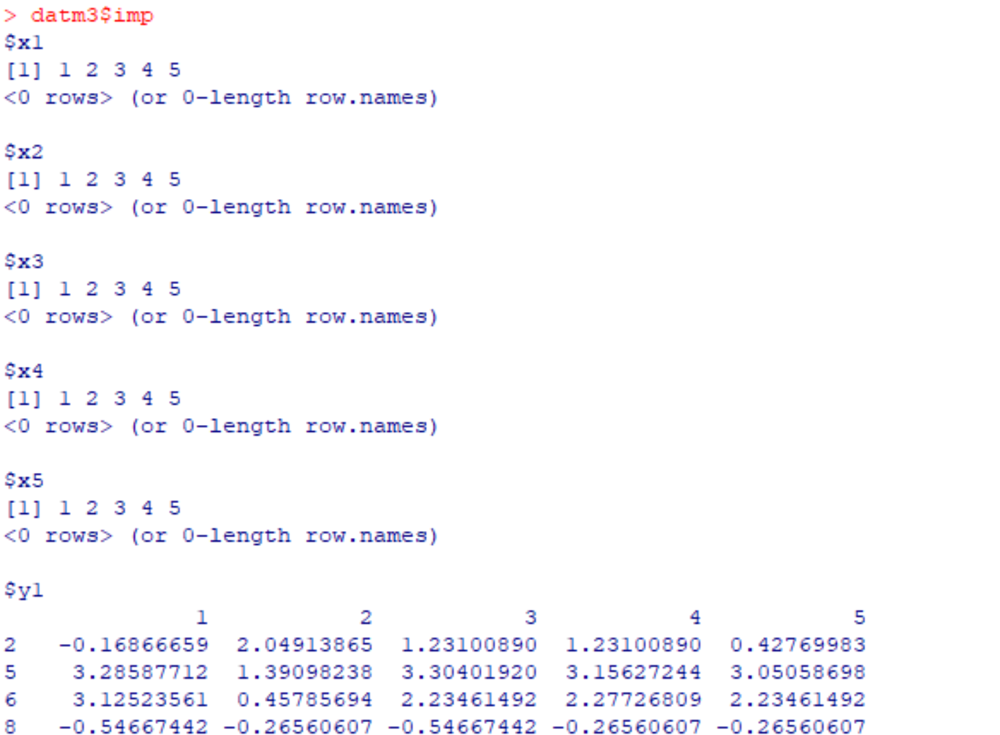 > datm3$imp
$x1
[1] 1 2 3 4 5
<0 rows> (or 0-length row.names)
$x2
[1] 1 2 3 4 5
<0 rows> (or 0-length row.names)
$x3
[1] 1 2 3 4 5
<0 rows> (or 0-length row.names)
$x4
[1] 1 2 3 4 5
<0 rows> (or 0-length row.names)
$x5
[1] 1 2 3 4 5
<0 rows> (or 0-length row.names)
$y1
1 2 3 4 5
2 -0.16866659 2.04913865 1.23100890 1.23100890 0.42769983
5 3.28587712 1.39098238 3.30401920 3.15627244 3.05058698
6 3.12523561 0.45785694 2.23461492 2.27726809 2.23461492
8 -0.54667442 -0.26560607 -0.54667442 -0.26560607 -0.26560607